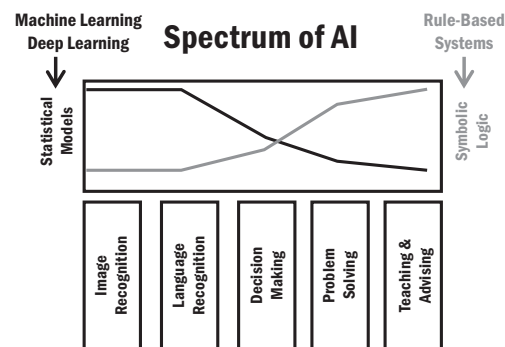 Machine Learning
Deep Learning
Spectrum of AI
Rule-Based
Systems
Statistical
Models
Symbolic
Logic
Image
Recognition
Language
Recognition
Decision
Making
Problem
Solving
Teaching &
Advising